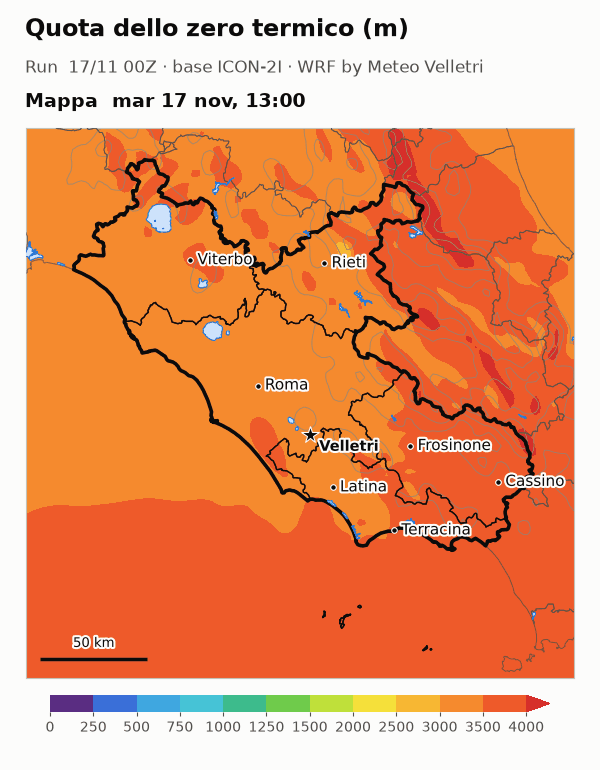 Quota dello zero termico (m)
Run 17/11 00Z · base ICON-2I · WRF by Meteo Velletri
Mappa mar 17 nov, 13:00
Viterbo
Rieti
Roma
Velletri
Frosinone
Latina
Cassino
Terracina
50 km
0 250 500 750 1000 1250 1500 2000 2500 3000 3500 4000